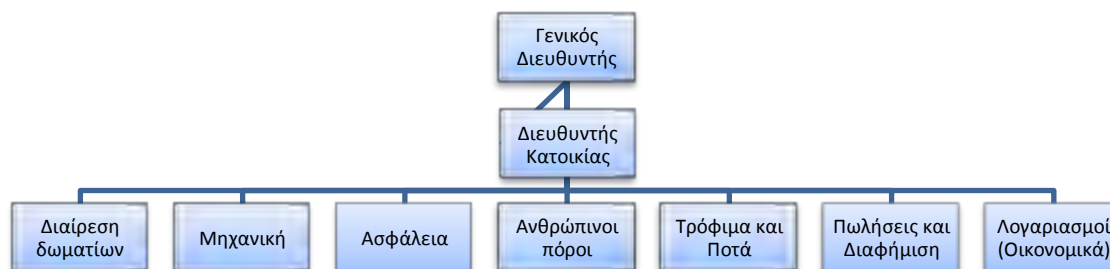 Γενικός
Διευθυντής
Διευθυντής
Κατοικίας
Διαίρεση
δωματίων
Μηχανική
Ασφάλεια
Ανθρώπινοι
πόροι
Τρόφιμα και
Ποτά
Πωλήσεις και
Διαφήμιση
Λογαριασμοί
(Οικονομικά)